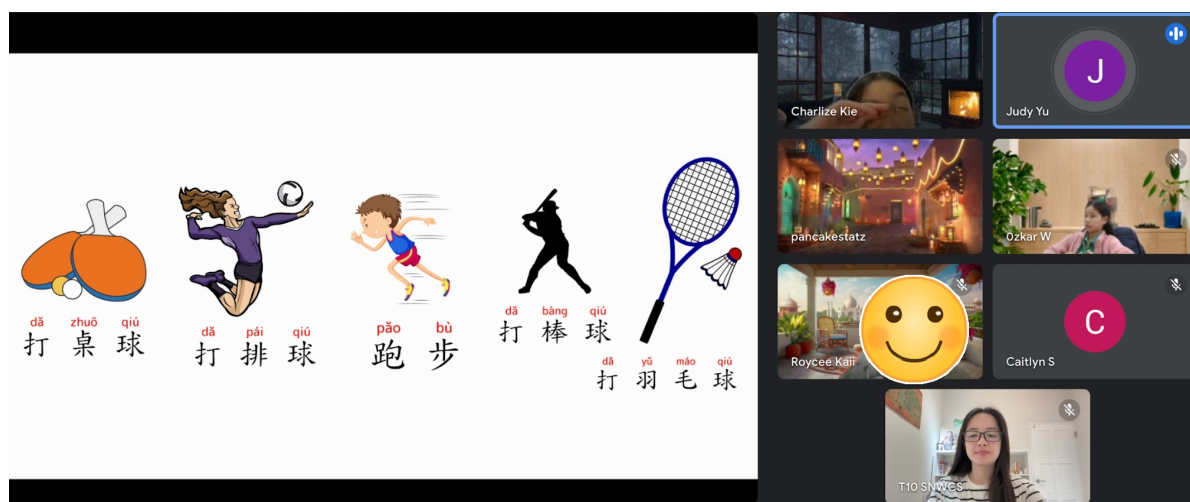 dǎ zhuō qiú
打 桌 球
dǎ pái qiú
打 排 球
pǎo bù
跑 步
dǎ bàng qiú
打 棒 球
dǎ yǔ máo qiú
打 羽 毛 球
Charlize Kie
J
Judy Yu
pancakestatz
Ozkar W
Roycee Kaii
C
Caitlyn S
T10 SNWCS